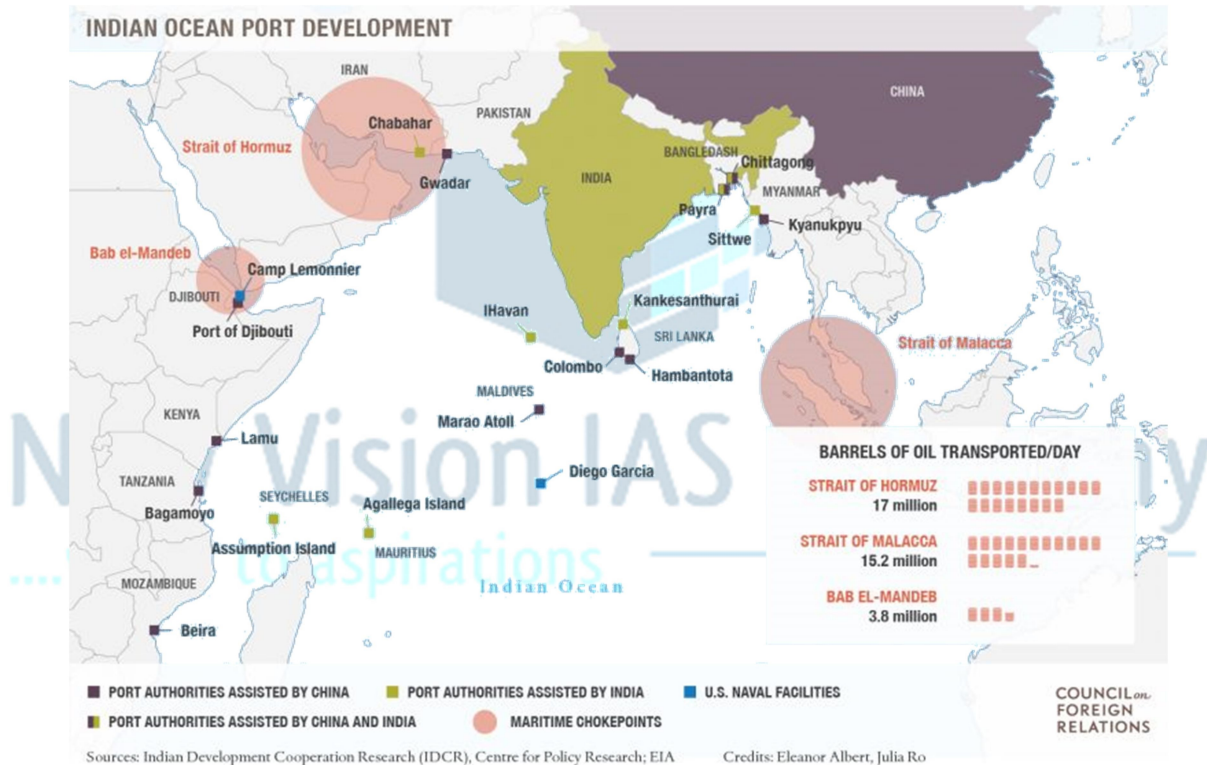 INDIAN OCEAN PORT DEVELOPMENT
IRAN
CHINA
PAKISTAN
Chabahar
Strait of Hormuz
BANGLEDASH
Chittagong
Gwadar
INDIA
MYANMAR
Payra
Kyanukpyu
Sittwe
Bab el-Mandeb
Camp Lemonnier
DJIBOUTI
Port of Djibouti
IHavan
Kankesanthurai
SRI LANKA
Strait of Malacca
Colombo
Hambantota
MALDIVES
Marao Atoll
KENYA
Lamu
Vision IAS
Diego Garcia
TANZANIA
Bagamoyo
SEYCHELLES
Agallega Island
Assumption Island
MAURITIUS
.... to aspirations
MOZAMBIQUE
Indian Ocean
Beira
BARRELS OF OIL TRANSPORTED/DAY
STRAIT OF HORMUZ
17 million
STRAIT OF MALACCA
15.2 million
BAB EL-MANDEB
3.8 million
PORT AUTHORITIES ASSISTED BY CHINA
PORT AUTHORITIES ASSISTED BY INDIA
U.S. NAVAL FACILITIES
PORT AUTHORITIES ASSISTED BY CHINA AND INDIA
MARITIME CHOKEPOINTS
COUNCIL on
FOREIGN
RELATIONS
Sources: Indian Development Cooperation Research (IDCR), Centre for Policy Research; EIA
Credits: Eleanor Albert, Julia Ro